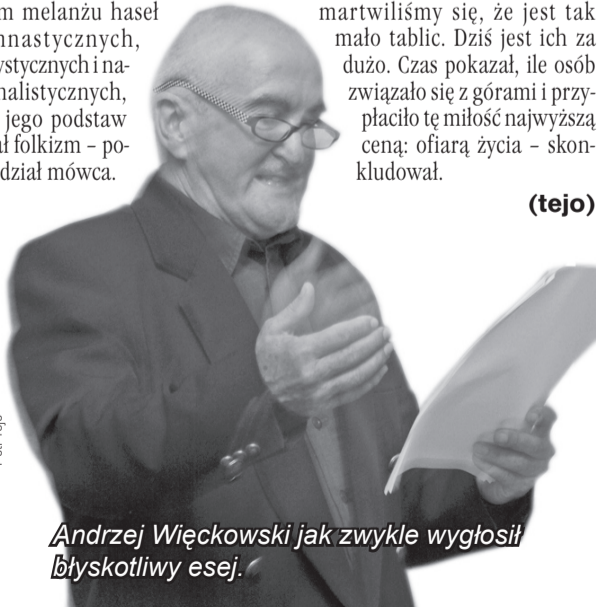 m melanżu haseł
nnastycznych,
ystycznych i na-
nalistycznych,
jego podstaw
ał folkizm – po-
dział mówca.
martwiliśmy się, że jest tak
mało tablic. Dziś jest ich za
dużo. Czas pokazał, ile osób
związało się z górami i przy-
płaciło tę miłość najwyższą
ceną: ofiarą życia – skon-
kludował.
(tejo)
Andrzej Więckowski jak zwykle wygłosił
błyskotliwy esej.